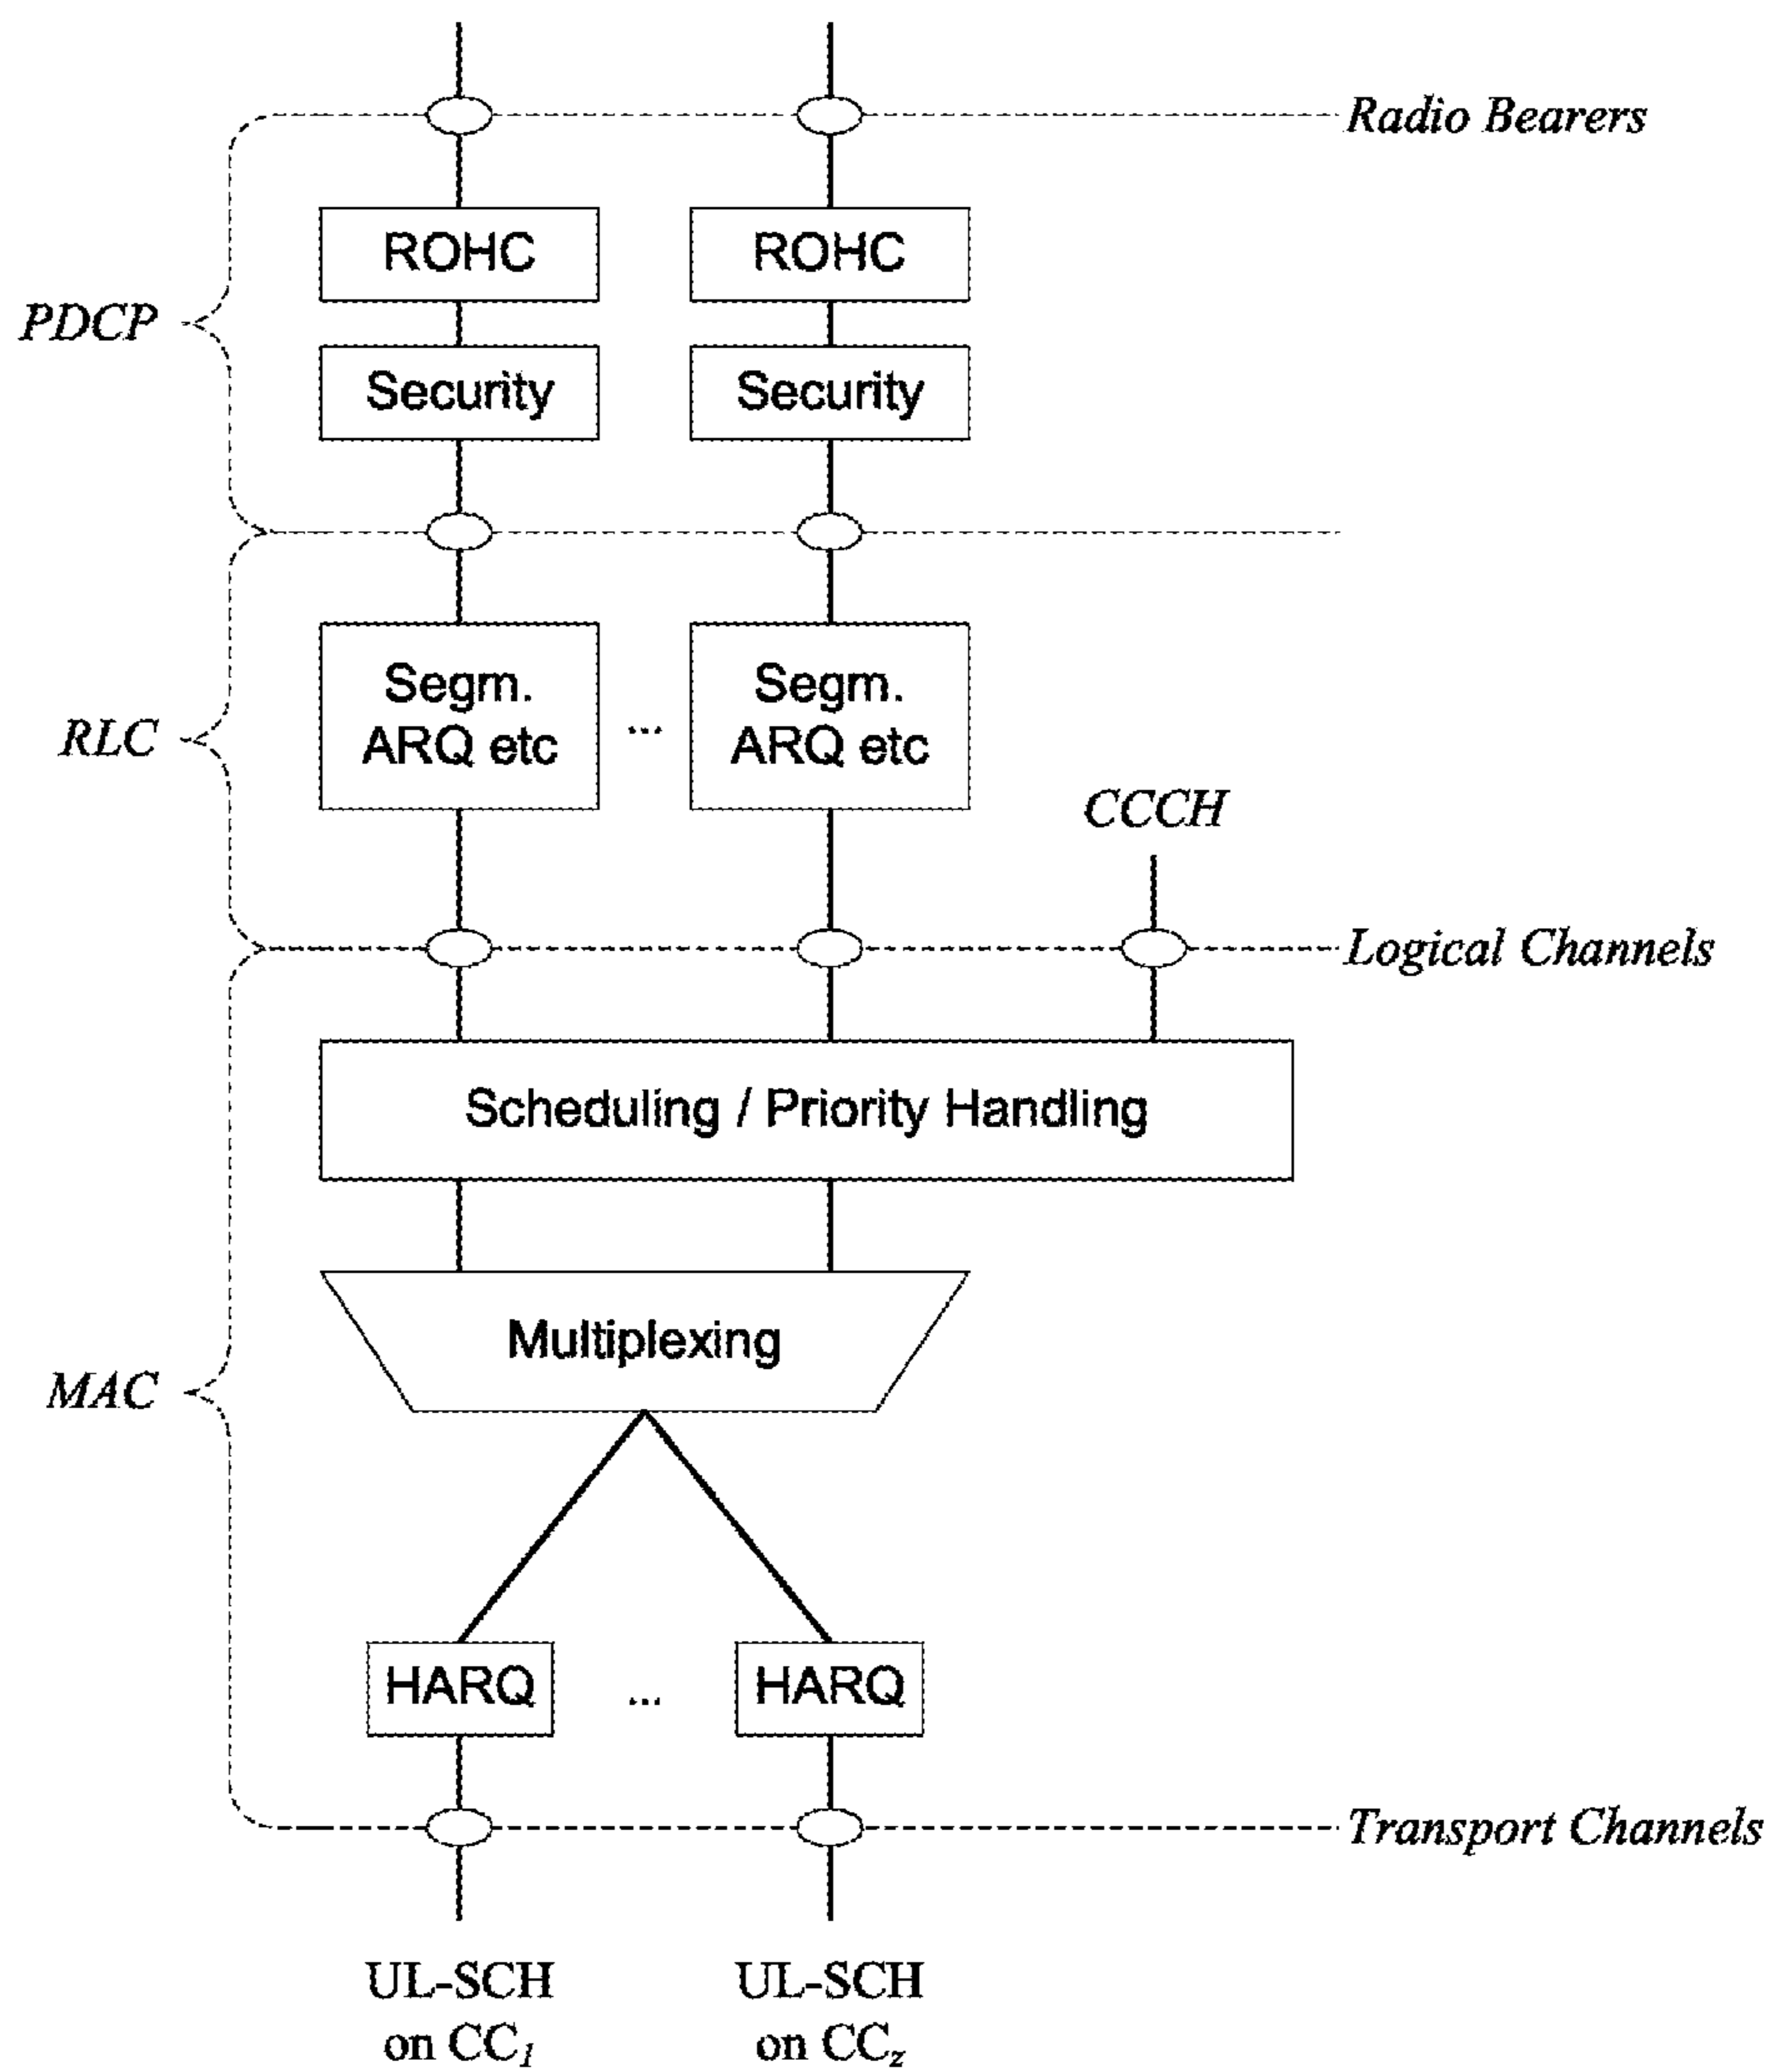 Radio Bearers
ROHC ROHC
PDCP
Security Security
Segm. Segm.
ARQ etc ... ARQ etc
RLC
CCCH
Logical Channels
Scheduling / Priority Handling
Multiplexing
MAC
HARQ ... HARQ
Transport Channels
UL-SCH UL-SCH
on CC1 on CCz